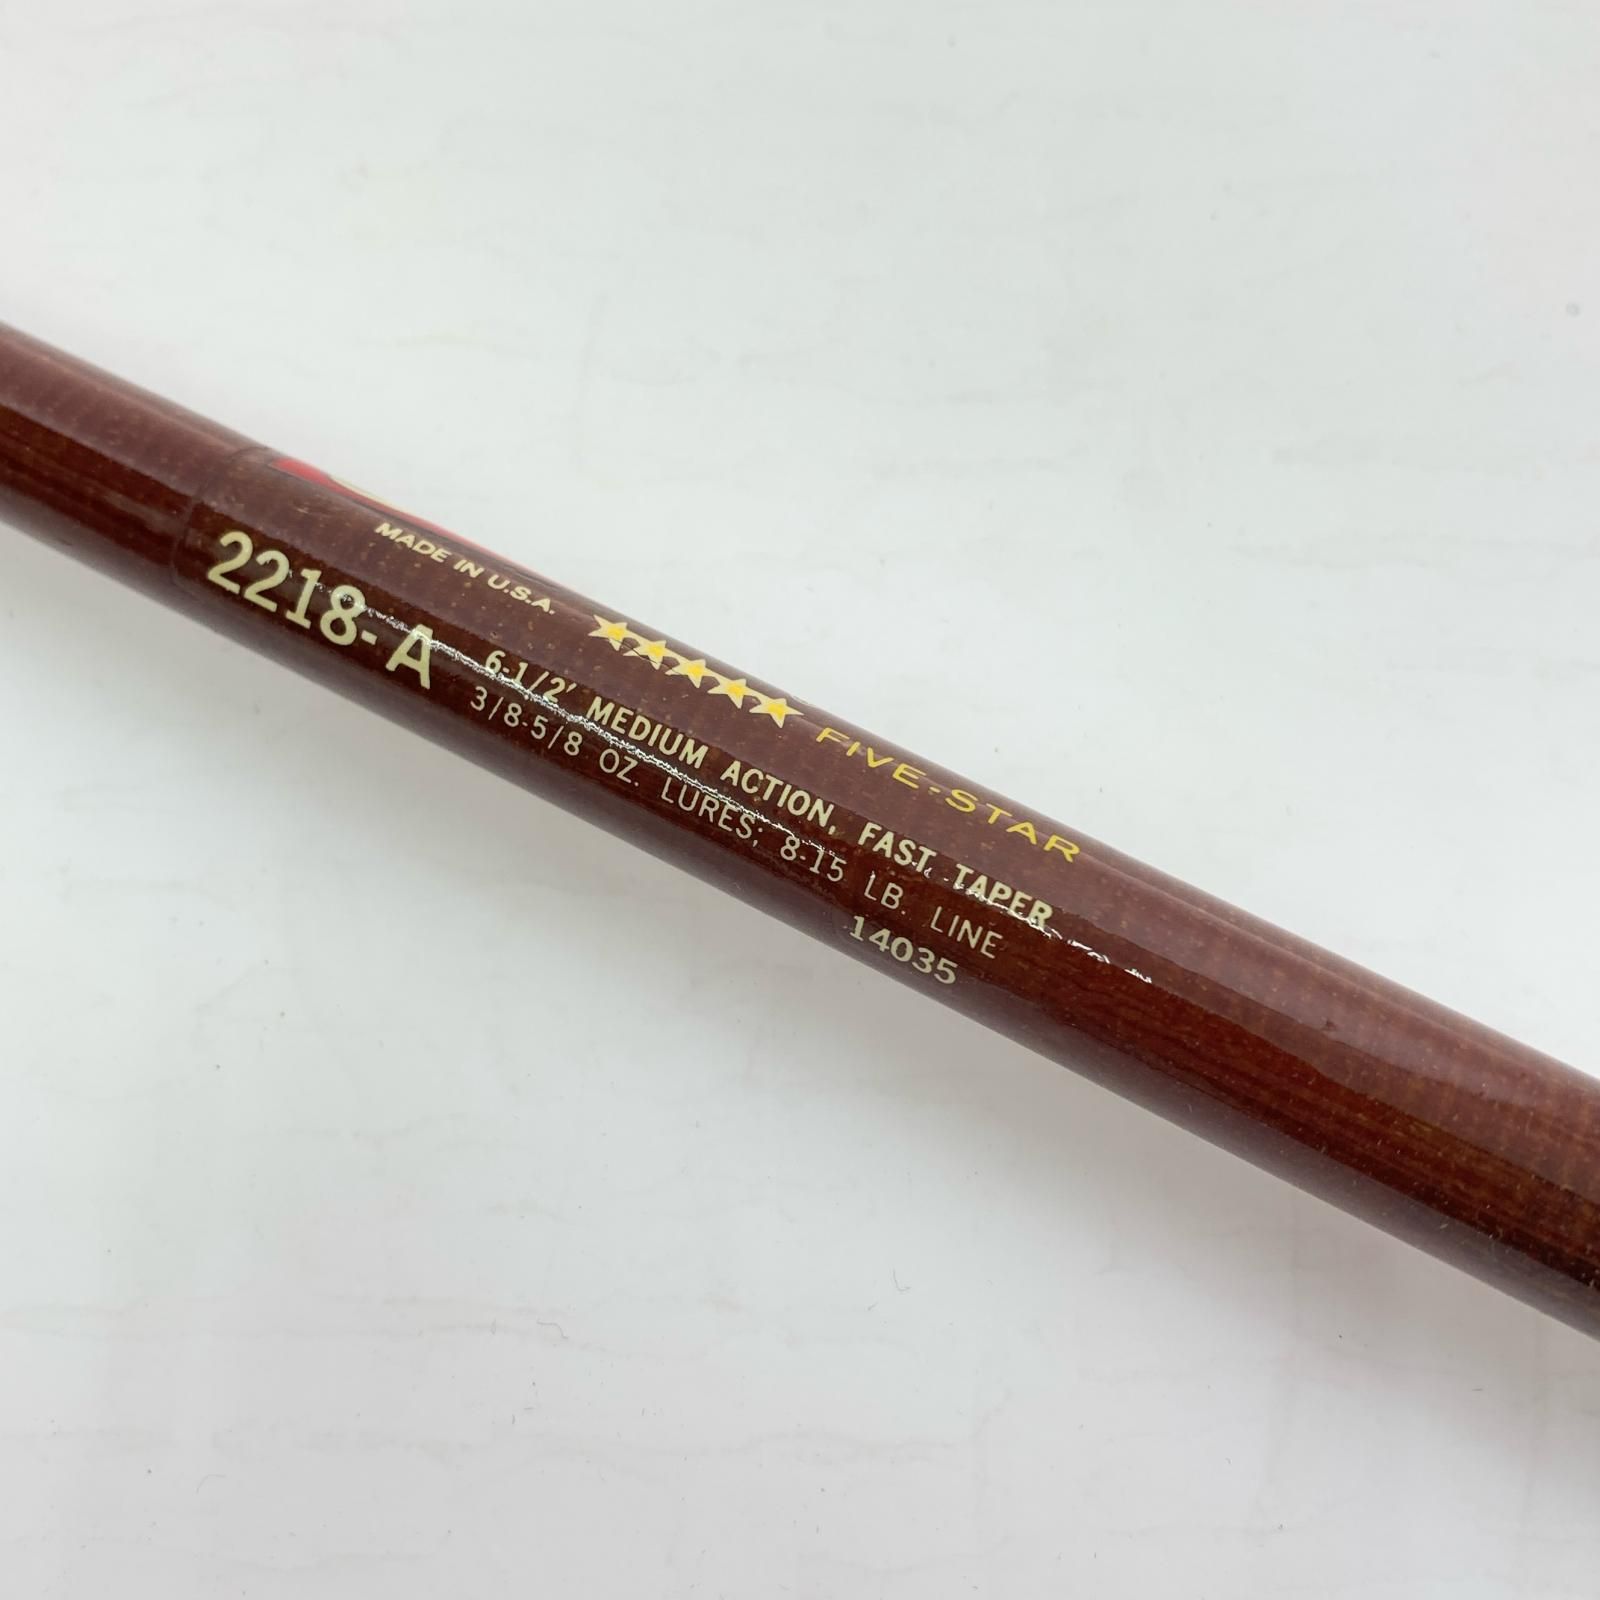 MADE IN U.S.A.
2218-A
FIVE-STAR
6-1/2' MEDIUM ACTION, FAST TAPER
3/8-5/8 OZ. LURES; 8-15 LB. LINE
14035